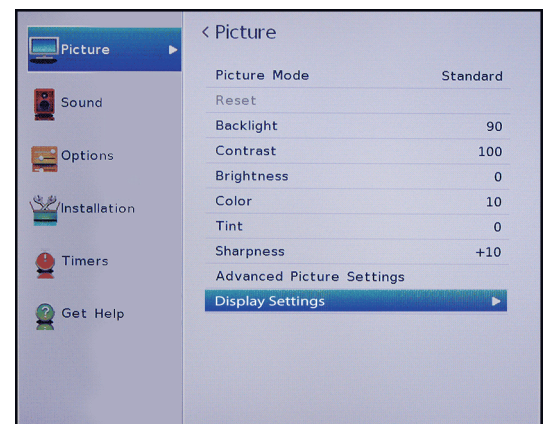 Picture
Sound
Options
Installation
Timers
Get Help
< Picture
Picture Mode Standard
Reset
Backlight 90
Contrast 100
Brightness 0
Color 10
Tint 0
Sharpness +10
Advanced Picture Settings
Display Settings